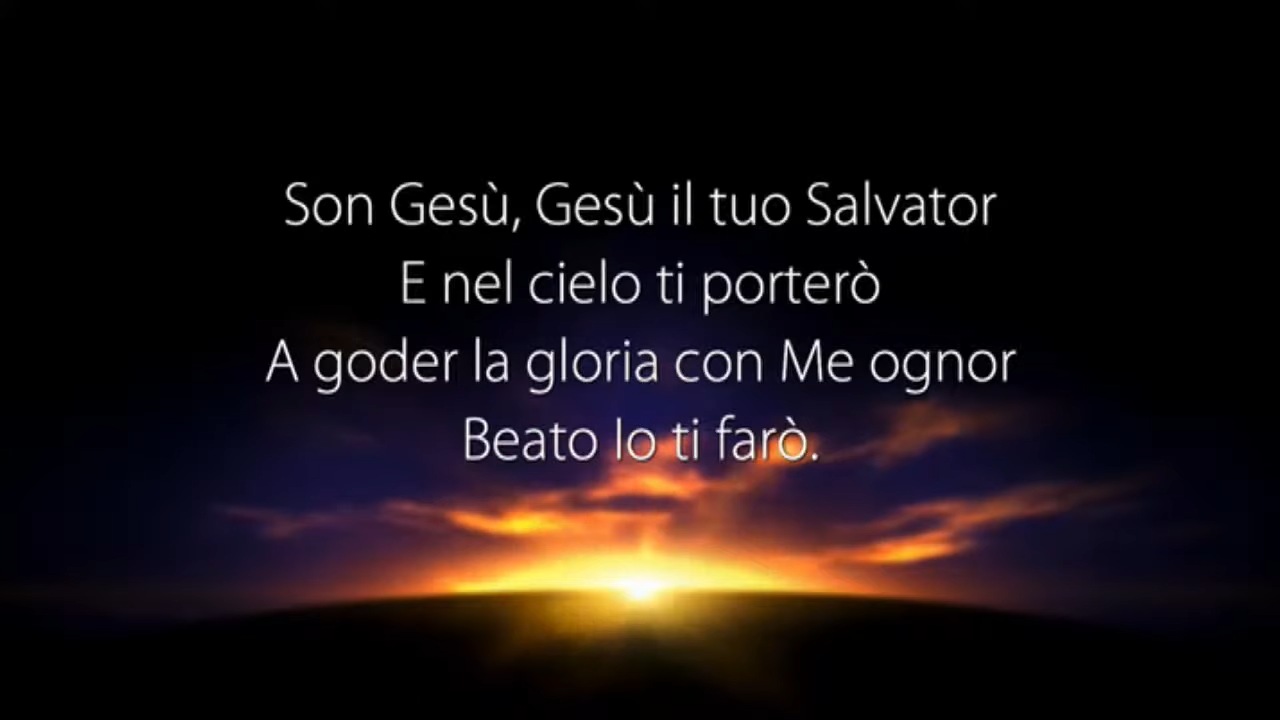 Son Gesù, Gesù il tuo Salvator
E nel cielo ti porterò
A goder la gloria con Me ognor
Beato Io ti farò.